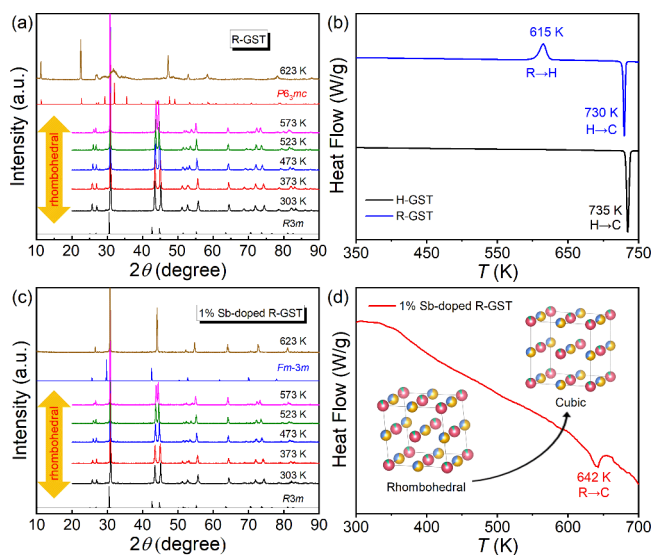 (a)
R-GST
623 K
P6₃mc
573 K
523 K
473 K
373 K
303 K
R3m
rhombohedral
Intensity (a.u.)
10 20 30 40 50 60 70 80 90
2θ (degree)
(b)
615 K
R→H
730 K
H→C
735 K
H→C
H-GST
R-GST
Heat Flow (W/g)
350 450 550 650 750
T (K)
(c)
1% Sb-doped R-GST
623 K
Fm-3m
573 K
523 K
473 K
373 K
303 K
R3m
rhombohedral
Intensity (a.u.)
10 20 30 40 50 60 70 80 90
2θ (degree)
(d)
1% Sb-doped R-GST
Cubic
Rhombohedral
642 K
R→C
Heat Flow (W/g)
300 400 500 600 700
T (K)